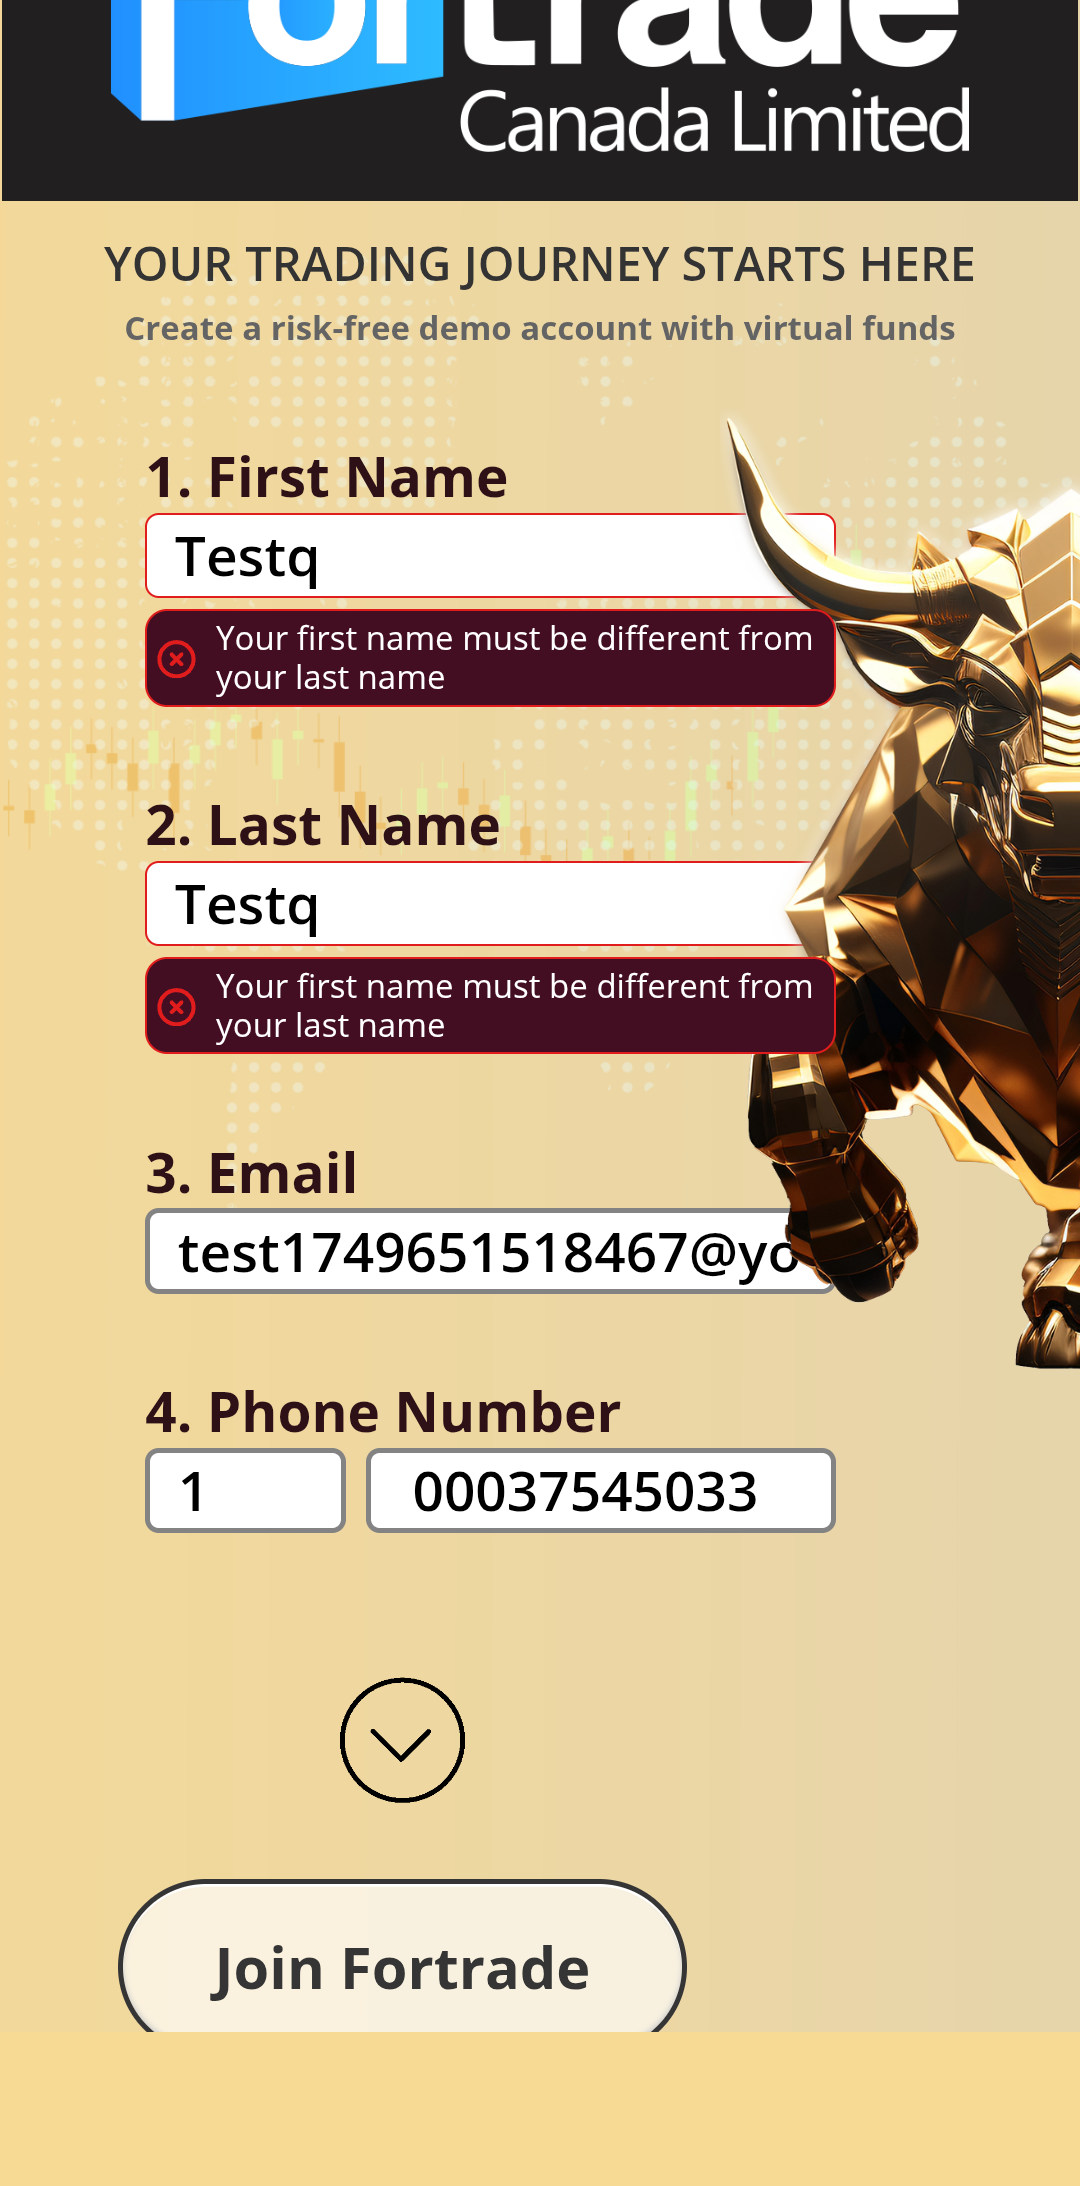 Fortrade
Canada Limited
YOUR TRADING JOURNEY STARTS HERE
Create a risk-free demo account with virtual funds
1. First Name
Testq
Your first name must be different from
your last name
2. Last Name
Testq
Your first name must be different from
your last name
3. Email
test1749651518467@yo
4. Phone Number
1 00037545033
Join Fortrade